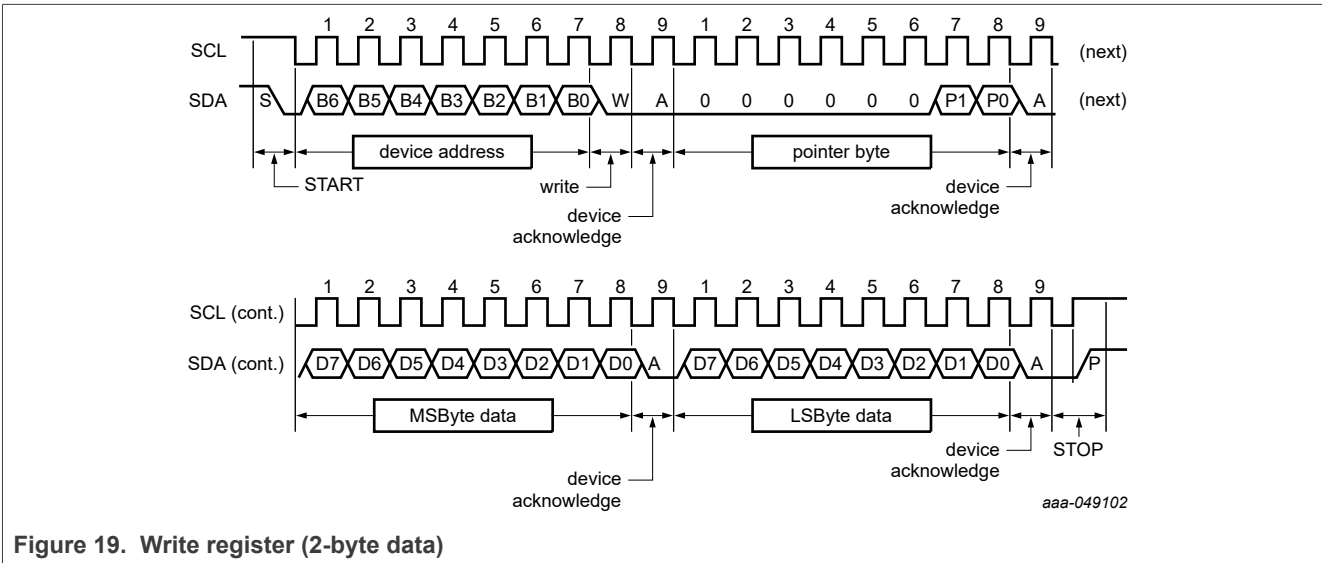 1 2 3 4 5 6 7 8 9 1 2 3 4 5 6 7 8 9
SCL (next)
SDA S B6 B5 B4 B3 B2 B1 B0 W A 0 0 0 0 0 0 P1 P0 A (next)
device address pointer byte
START write device
device acknowledge
acknowledge
1 2 3 4 5 6 7 8 9 1 2 3 4 5 6 7 8 9
SCL (cont.)
SDA (cont.) D7 D6 D5 D4 D3 D2 D1 D0 A D7 D6 D5 D4 D3 D2 D1 D0 A P
MSByte data LSByte data
device STOP
device acknowledge
acknowledge
aaa-049102
Figure 19. Write register (2-byte data)